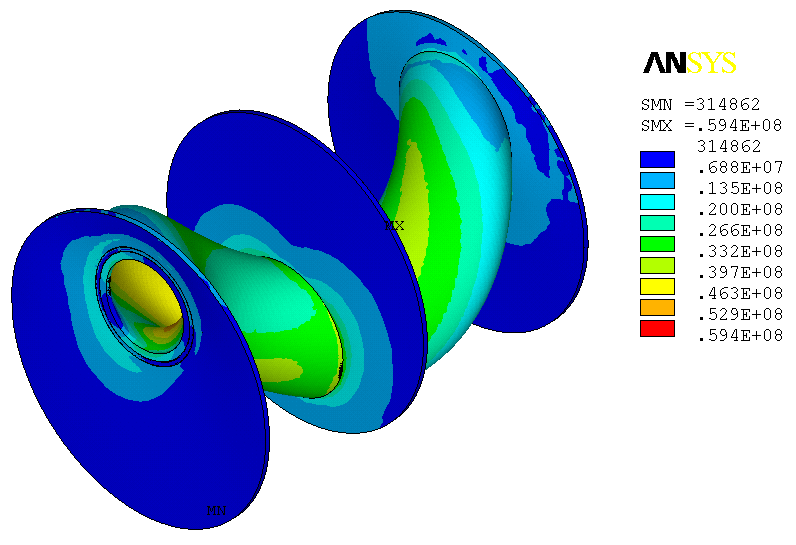 ANSYS
SMN =314862
SMX =.594E+08
314862
.688E+07
.135E+08
.200E+08
.266E+08
.332E+08
.397E+08
.463E+08
.529E+08
.594E+08
MX
MN